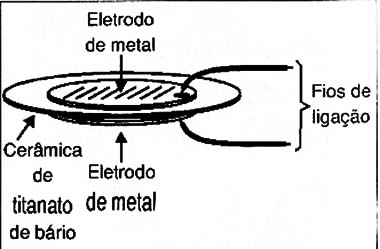 Eletrodo
de metal
Fios de
ligação
Cerâmica
de
titanato
de bário
Eletrodo
de metal